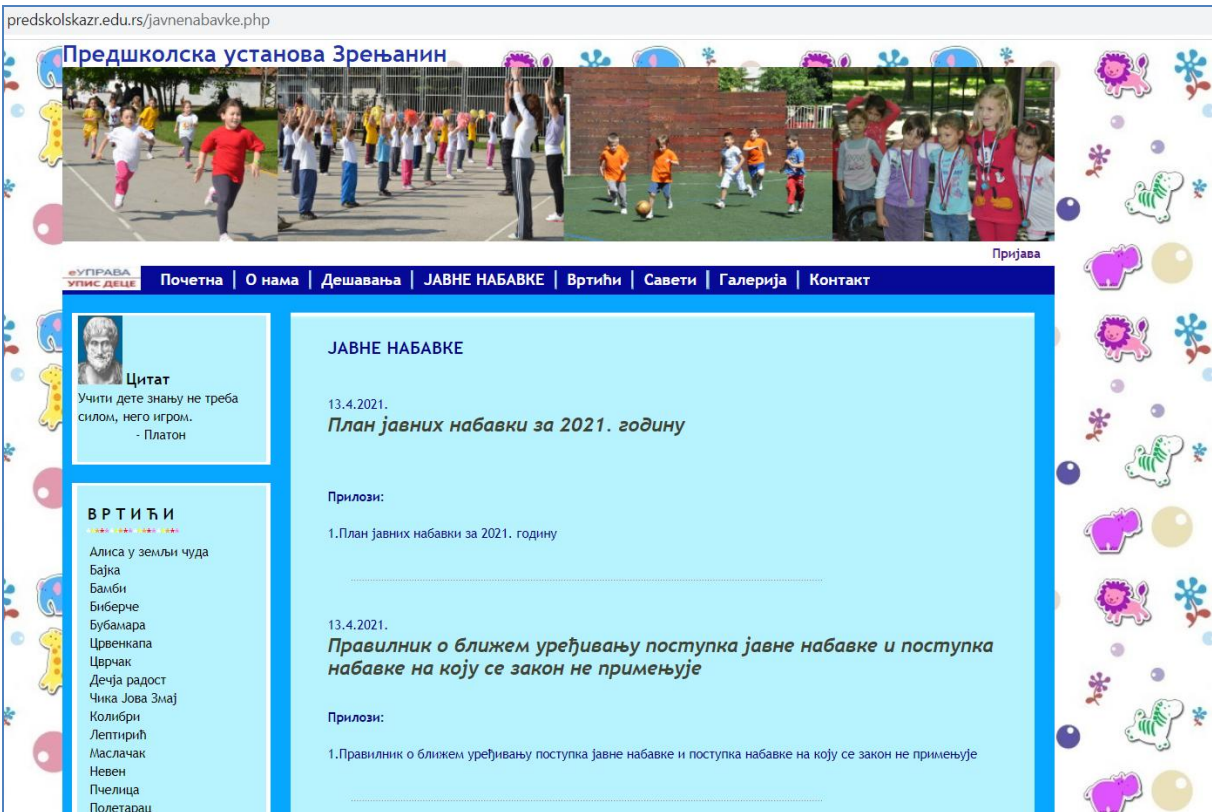 predskolskazr.edu.rs/javnenabavke.php
Предшколска установа Зрењанин
Пријава
еУПРАВА
УПИС ДЕЦЕ
Почетна | О нама | Дешавања | ЈАВНЕ НАБАВКЕ | Вртићи | Савети | Галерија | Контакт
Цитат
Учити дете знању не треба
силом, него игром.
- Платон
В Р Т И Ћ И
Алиса у земљи чуда
Бајка
Бамби
Биберче
Бубамара
Црвенкапа
Цврчак
Дечја радост
Чика Јова Змај
Колибри
Лептирић
Маслачак
Невен
Пчелица
Полетарац
ЈАВНЕ НАБАВКЕ
13.4.2021.
План јавних набавки за 2021. годину
Прилози:
1.План јавних набавки за 2021. годину
13.4.2021.
Правилник о ближем уређивању поступка јавне набавке и поступка
набавке на коју се закон не примењује
Прилози:
1.Правилник о ближем уређивању поступка јавне набавке и поступка набавке на коју се закон не примењује